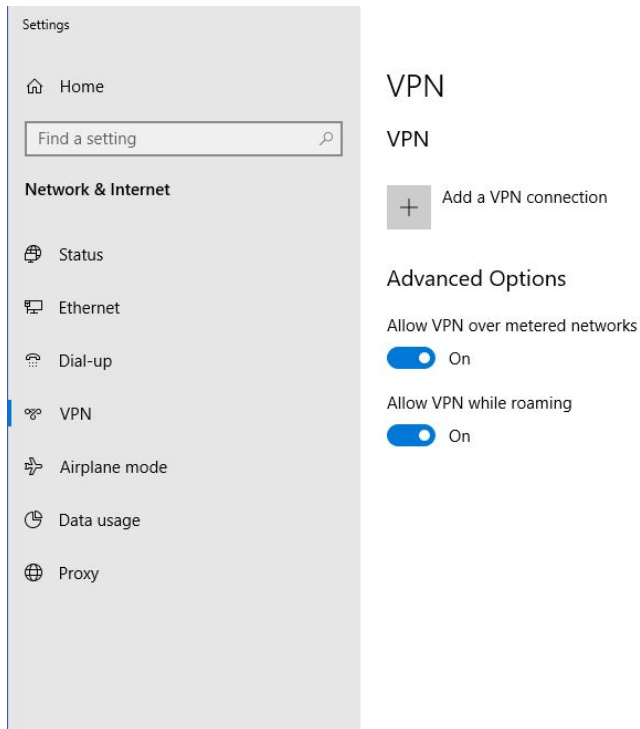 Settings
Home
Find a setting
Network & Internet
Status
Ethernet
Dial-up
VPN
Airplane mode
Data usage
Proxy
VPN
VPN
Add a VPN connection
Advanced Options
Allow VPN over metered networks
On
Allow VPN while roaming
On